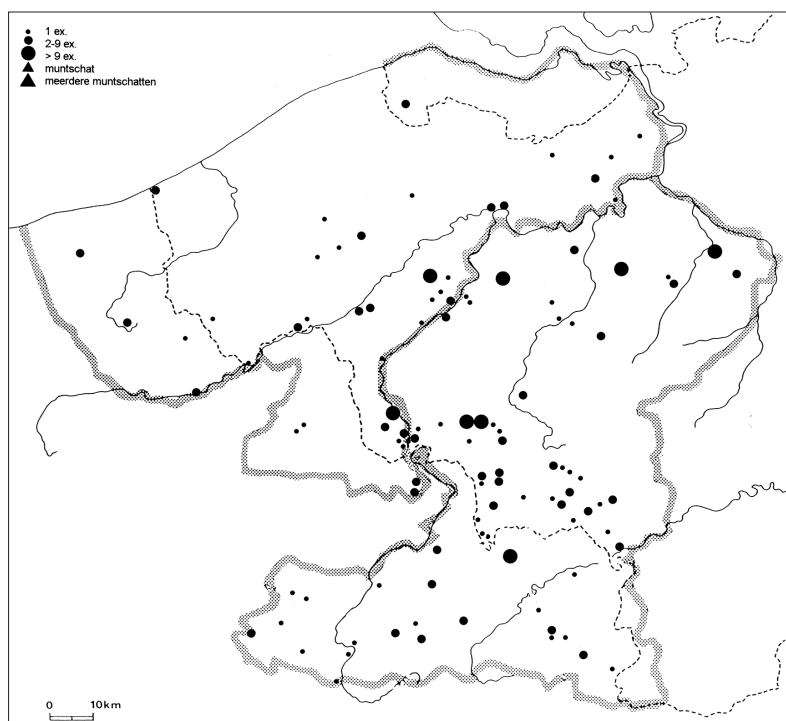 1 ex.
2-9 ex.
> 9 ex.
muntschat
meerdere muntschatten
0 10km